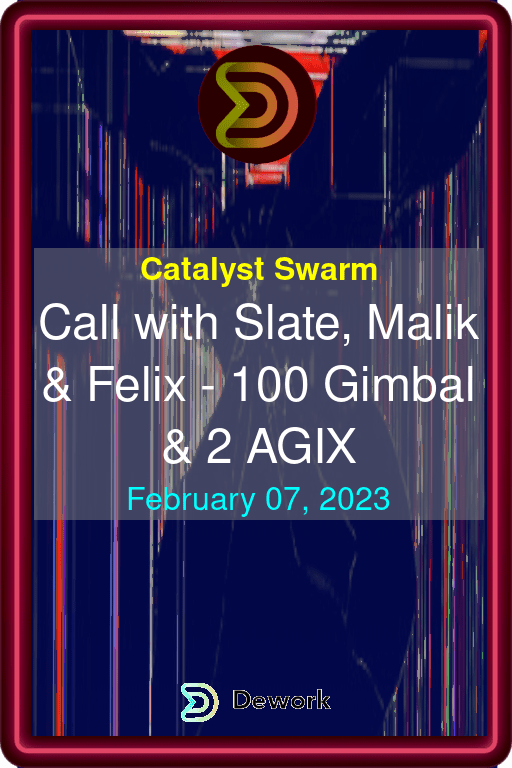 Catalyst Swarm
Call with Slate, Malik
& Felix - 100 Gimbal
& 2 AGIX
February 07, 2023
Dework